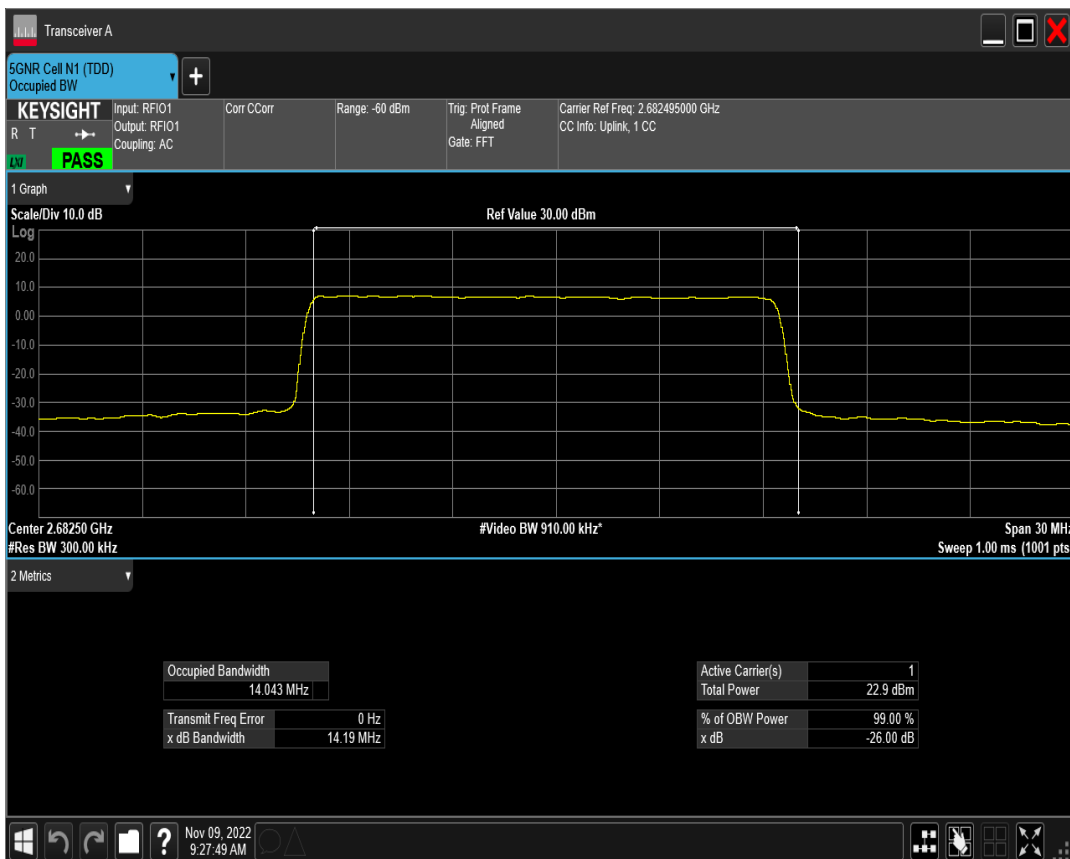 Transceiver A
5GNR Cell N1 (TDD)
Occupied BW
+
KEYSIGHT
R T
LXI
PASS
Input: RFIO1
Output: RFIO1
Coupling: AC
Corr CCorr
Range: -60 dBm
Trig: Prot Frame
Aligned
Gate: FFT
Carrier Ref Freq: 2.682495000 GHz
CC Info: Uplink, 1 CC
1 Graph
Scale/Div 10.0 dB
Ref Value 30.00 dBm
Log
20.0
10.0
0.00
-10.0
-20.0
-30.0
-40.0
-50.0
-60.0
Center 2.68250 GHz
#Video BW 910.00 kHz*
Span 30 MHz
#Res BW 300.00 kHz
Sweep 1.00 ms (1001 pts
2 Metrics
Occupied Bandwidth
14.043 MHz
Transmit Freq Error 0 Hz
x dB Bandwidth 14.19 MHz
Active Carrier(s) 1
Total Power 22.9 dBm
% of OBW Power 99.00 %
x dB -26.00 dB
?
Nov 09, 2022
9:27:49 AM